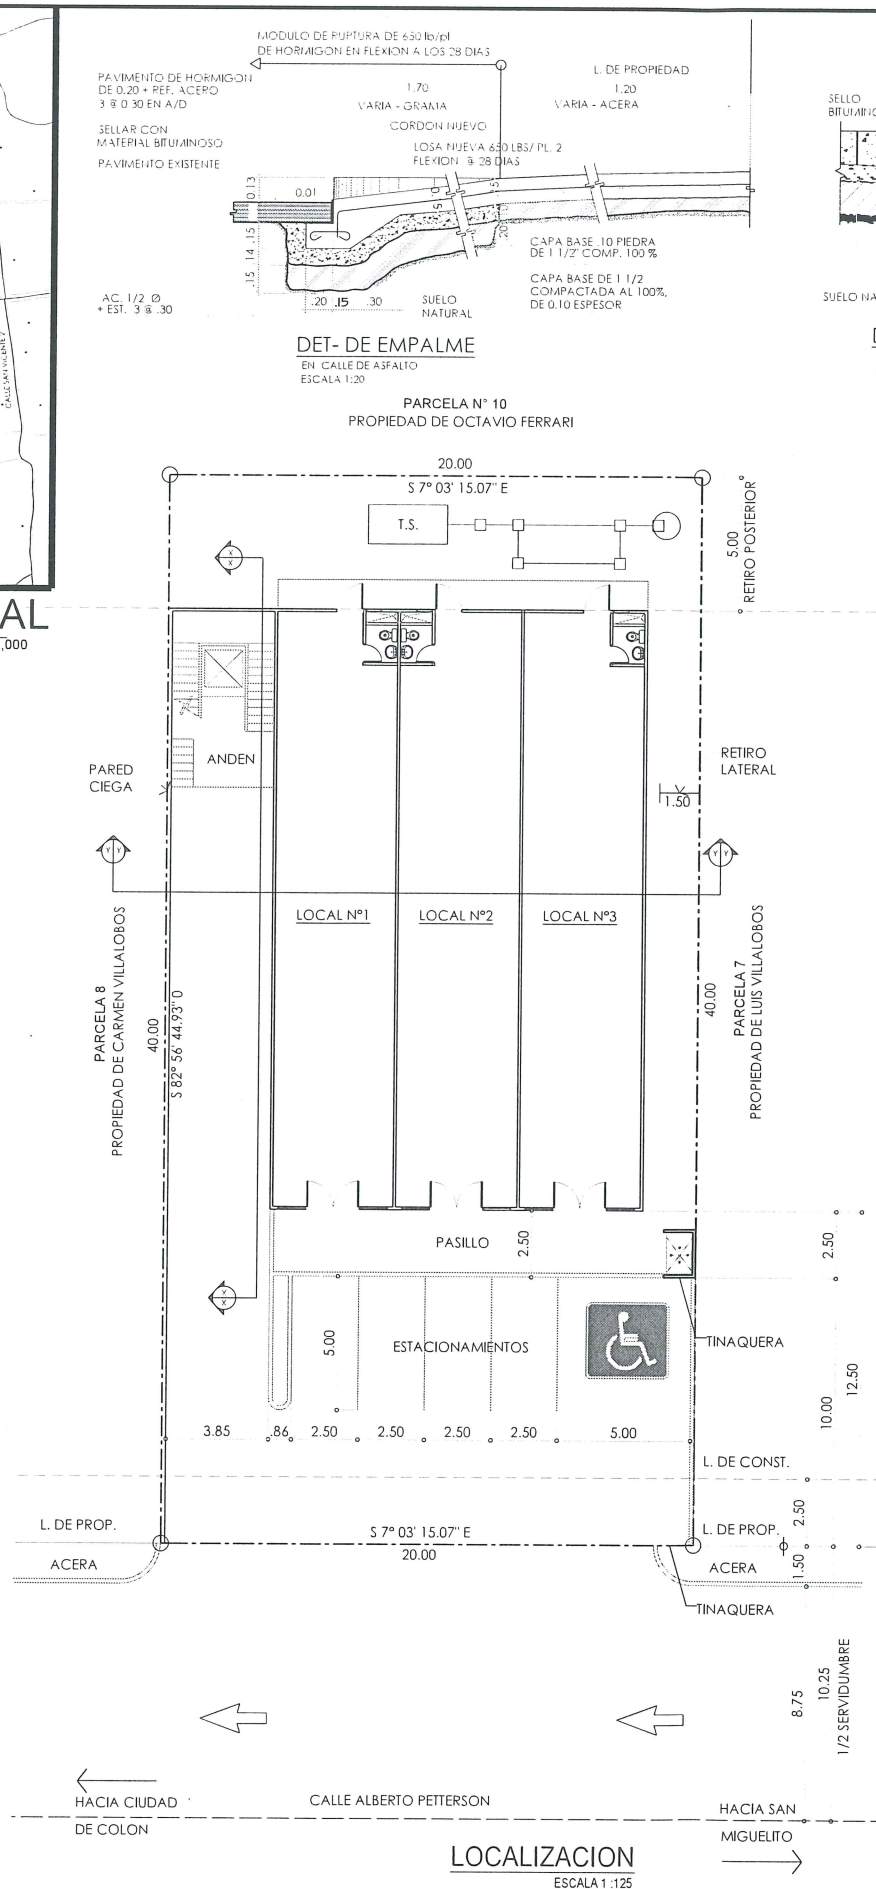 MODULO DE RUPTURA DE 650 lb/pl
DE HORMIGON EN FLEXION A LOS 28 DIAS
PAVIMENTO DE HORMIGON
DE 0.20 + REF. ACERO
3 @ 0.30 EN A/D
SELLAR CON
MATERIAL BITUMINOSO
PAVIMENTO EXISTENTE
1.70
VARIA - GRAMA
CORDON NUEVO
LOSA NUEVA 650 LBS/ PL. 2
FLEXION @ 28 DIAS
L. DE PROPIEDAD
1.20
VARIA - ACERA
SELLO
0.13
0.01
.15
.14
.15
.20 .15 .30
AC. 1/2 Ø
+ EST. 3 @ .30
SUELO
NATURAL
CAPA BASE .10 PIEDRA
DE 1 1/2" COMP. 100 %
CAPA BASE DE 1 1/2
COMPACTADA AL 100%,
DE 0.10 ESPESOR
SUELO NA
DET- DE EMPALME
EN CALLE DE ASFALTO
ESCALA 1:20
CALLE SAN VICENTE
AL
,000
PARCELA N° 10
PROPIEDAD DE OCTAVIO FERRARI
20.00
S 7° 03' 15.07" E
T.S.
5.00
RETIRO POSTERIOR
X
X
ANDEN
PARED
CIEGA
RETIRO
LATERAL
1.50
Y Y
Y Y
LOCAL Nº1
LOCAL Nº2
LOCAL Nº3
PARCELA 8
PROPIEDAD DE CARMEN VILLALOBOS
40.00
S 82° 56' 44.93" O
40.00
PARCELA 7
PROPIEDAD DE LUIS VILLALOBOS
PASILLO
2.50
2.50
X
X
5.00
ESTACIONAMIENTOS
TINAQUERA
12.50
10.00
3.85
.86
2.50
2.50
2.50
2.50
5.00
L. DE CONST.
2.50
L. DE PROP.
S 7° 03' 15.07" E
20.00
L. DE PROP.
ACERA
ACERA
1.50
TINAQUERA
8.75
10.25
1/2 SERVIDUMBRE
HACIA CIUDAD
DE COLON
CALLE ALBERTO PETTERSON
HACIA SAN
MIGUELITO
LOCALIZACION
ESCALA 1 :125